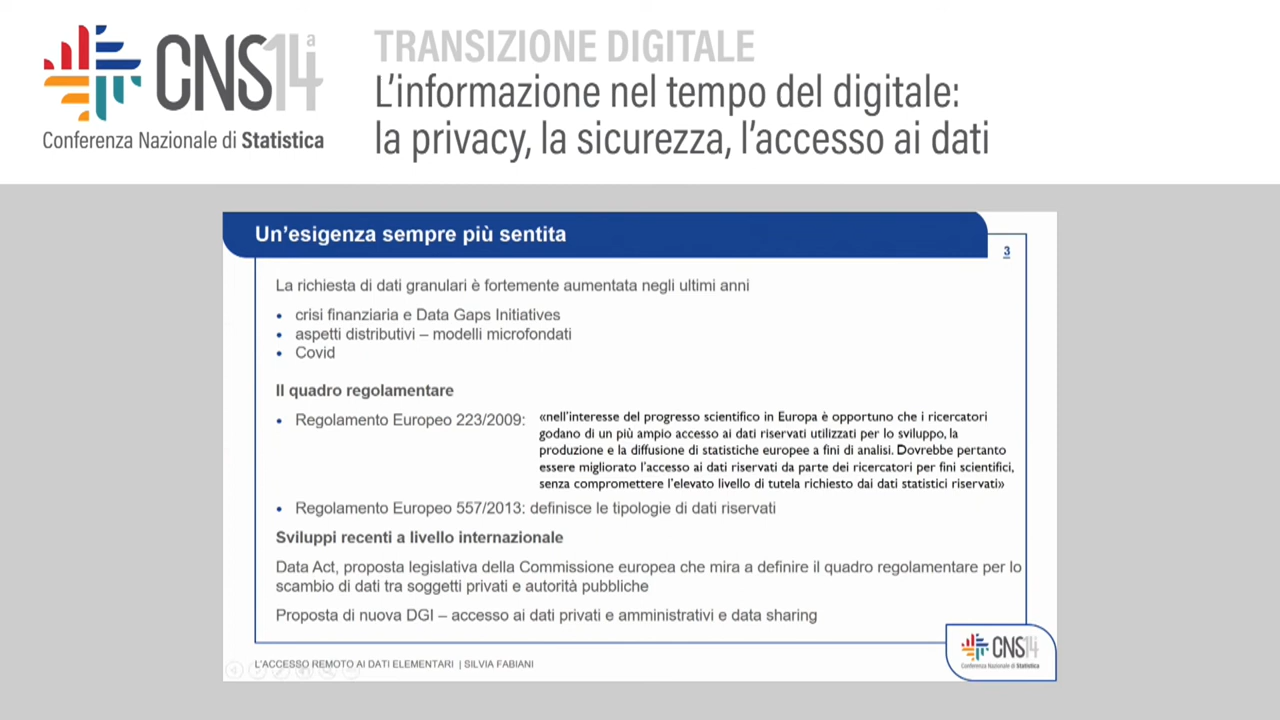 CNS14a
Conferenza Nazionale di Statistica
TRANSIZIONE DIGITALE
L'informazione nel tempo del digitale:
la privacy, la sicurezza, l'accesso ai dati
Un'esigenza sempre più sentita
3
La richiesta di dati granulari è fortemente aumentata negli ultimi anni
• crisi finanziaria e Data Gaps Initiatives
• aspetti distributivi – modelli microfondati
• Covid
Il quadro regolamentare
• Regolamento Europeo 223/2009: «nell'interesse del progresso scientifico in Europa è opportuno che i ricercatori
godano di un più ampio accesso ai dati riservati utilizzati per lo sviluppo, la
produzione e la diffusione di statistiche europee a fini di analisi. Dovrebbe pertanto
essere migliorato l'accesso ai dati riservati da parte dei ricercatori per fini scientifici,
senza compromettere l'elevato livello di tutela richiesto dai dati statistici riservati»
• Regolamento Europeo 557/2013: definisce le tipologie di dati riservati
Sviluppi recenti a livello internazionale
Data Act, proposta legislativa della Commissione europea che mira a definire il quadro regolamentare per lo
scambio di dati tra soggetti privati e autorità pubbliche
Proposta di nuova DGI – accesso ai dati privati e amministrativi e data sharing
L'ACCESSO REMOTO AI DATI ELEMENTARI | SILVIA FABIANI
CNS14a
Conferenza Nazionale di Statistica